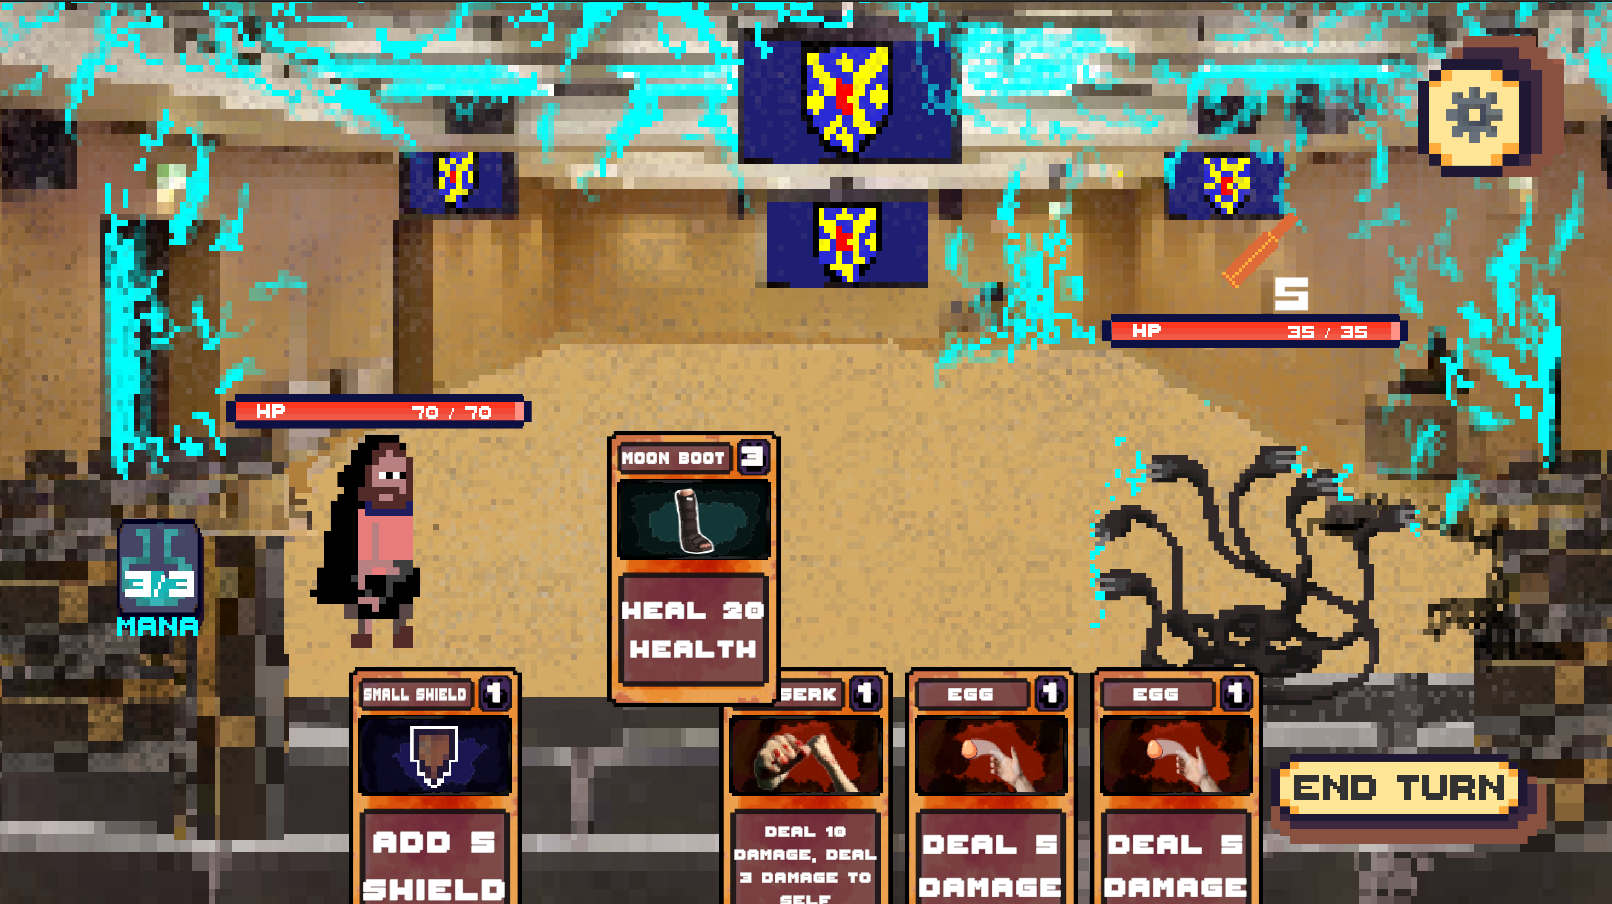 5
HP 35 / 35
HP 70 / 70
MOON BOOT 3
HEAL 20
HEALTH
3/3
MANA
SMALL SHIELD 1
ADD 5
SHIELD
SERK 1
DEAL 10
DAMAGE, DEAL
3 DAMAGE TO
SELF
EGG 1
DEAL 5
DAMAGE
EGG 1
DEAL 5
DAMAGE
END TURN